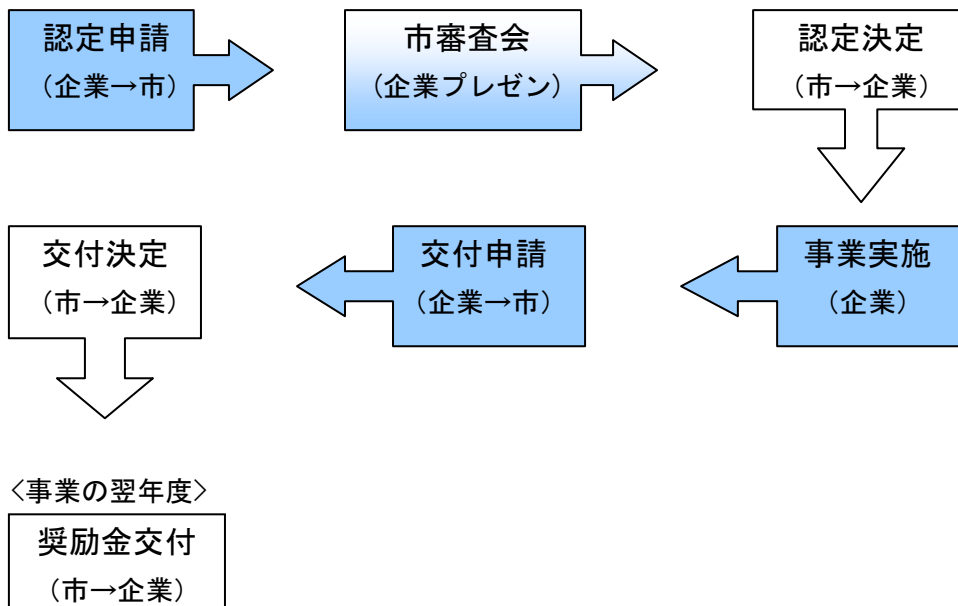 認定申請
（企業→市）
市審査会
（企業プレゼン）
認定決定
（市→企業）
事業実施
（企業）
交付申請
（企業→市）
交付決定
（市→企業）
〈事業の翌年度〉
奨励金交付
（市→企業）